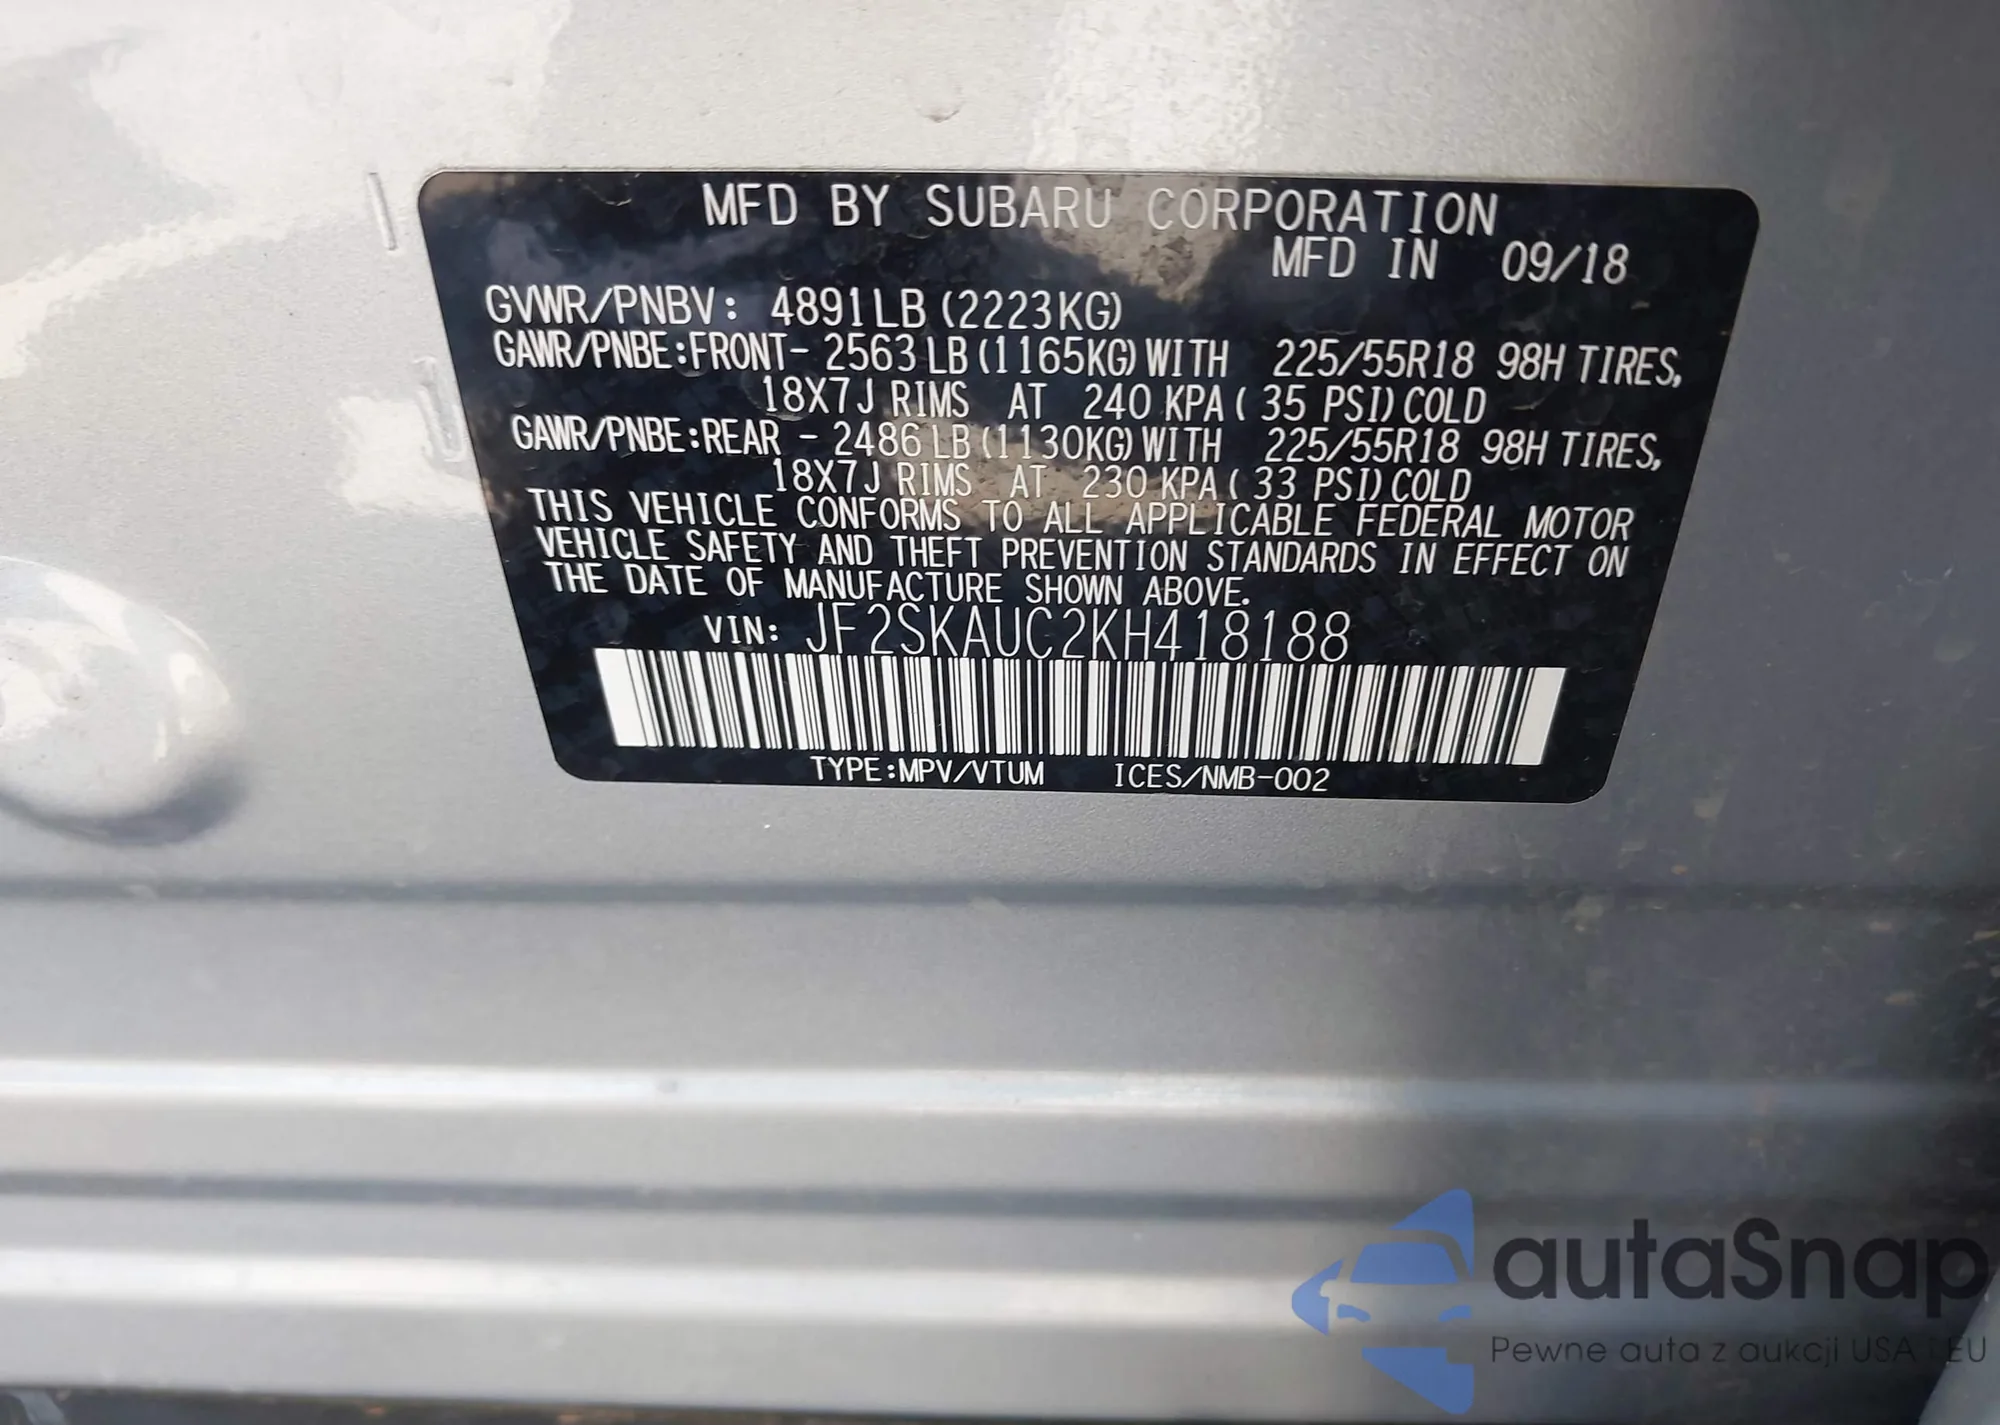 MFD BY SUBARU CORPORATION
MFD IN 09/18
GVWR/PNBV: 4891LB (2223KG)
GAWR/PNBE:FRONT- 2563 LB (1165KG) WITH 225/55R18 98H TIRES,
18X7J RIMS AT 240 KPA ( 35 PSI) COLD
GAWR/PNBE:REAR - 2486 LB (1130KG) WITH 225/55R18 98H TIRES,
18X7J RIMS AT 230 KPA ( 33 PSI) COLD
THIS VEHICLE CONFORMS TO ALL APPLICABLE FEDERAL MOTOR
VEHICLE SAFETY AND THEFT PREVENTION STANDARDS IN EFFECT ON
THE DATE OF MANUFACTURE SHOWN ABOVE.
VIN: JF2SKAUC2KH418188
TYPE:MPV/VTUM ICES/NMB-002
autaSnap
Pewne auta z aukcji USA i EU